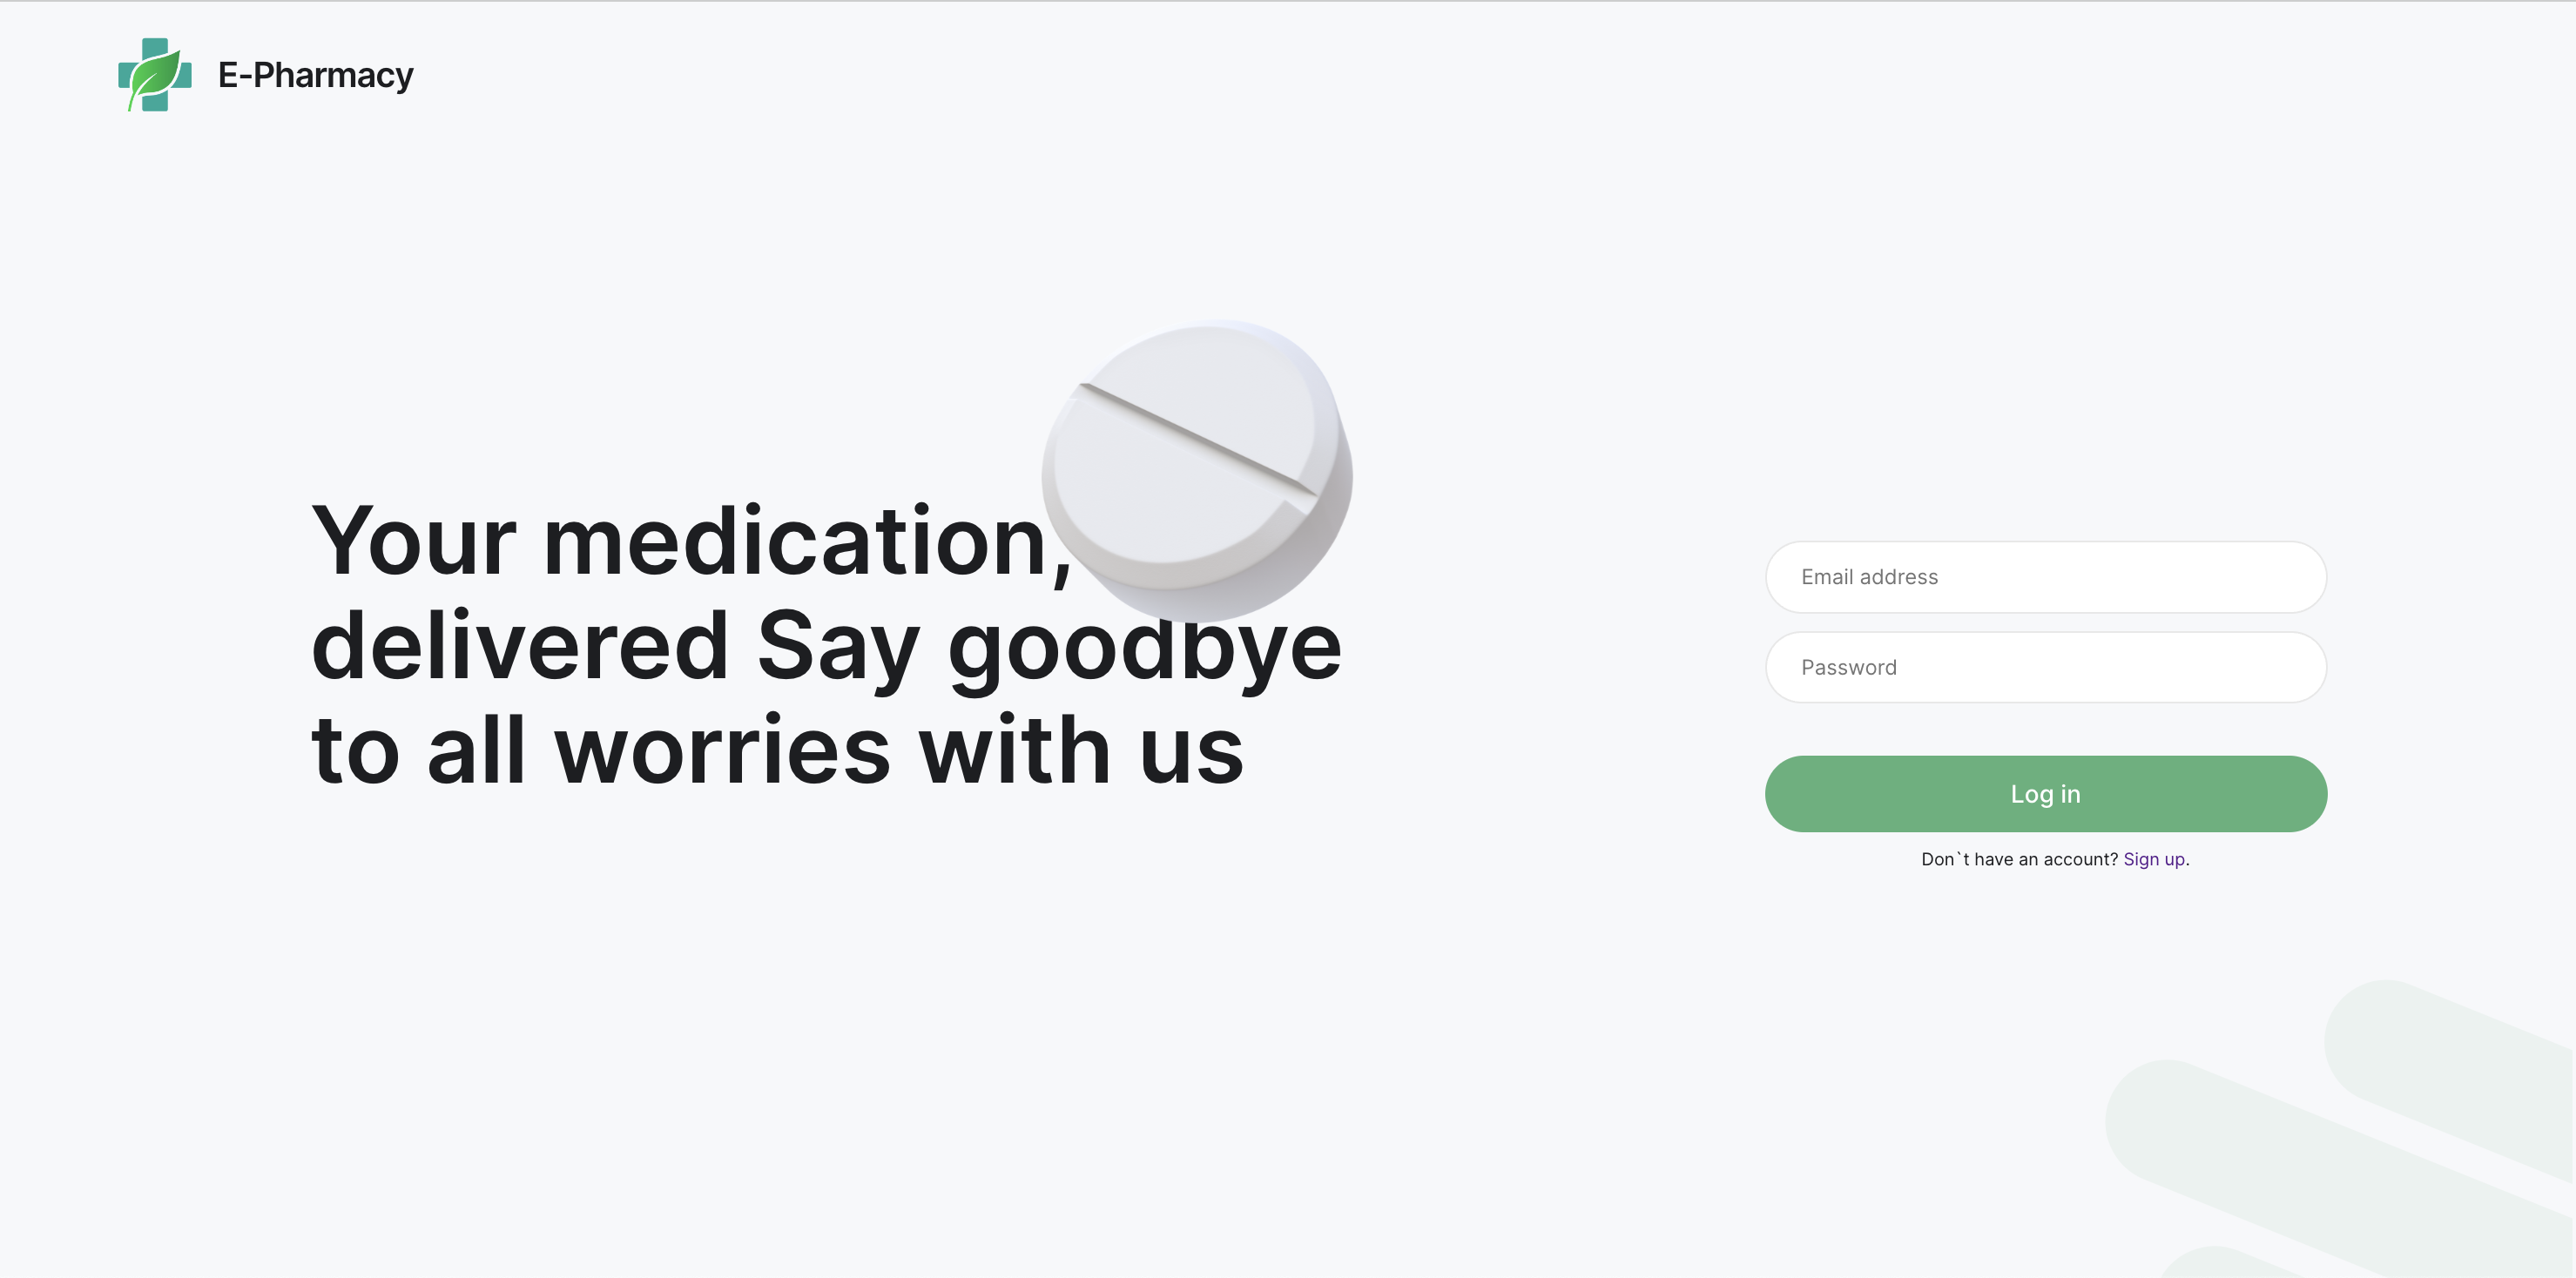 E-Pharmacy
Your medication,
delivered Say goodbye
to all worries with us
Email address
Password
Log in
Don`t have an account? Sign up.